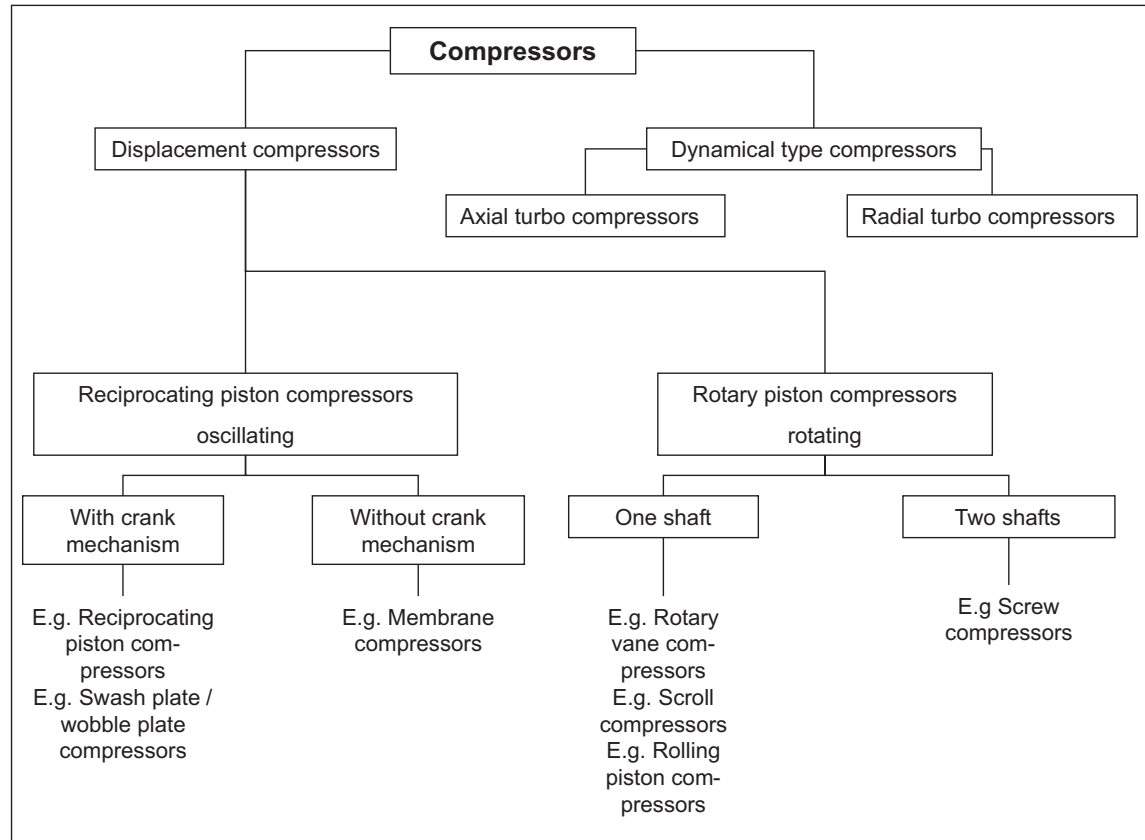 Compressors
Displacement compressors
Dynamical type compressors
Axial turbo compressors
Radial turbo compressors
Reciprocating piston compressors
oscillating
Rotary piston compressors
rotating
With crank
mechanism
Without crank
mechanism
One shaft
Two shafts
E.g. Reciprocating
piston com-
pressors
E.g. Swash plate /
wobble plate
compressors
E.g. Membrane
compressors
E.g. Rotary
vane com-
pressors
E.g. Scroll
compressors
E.g. Rolling
piston com-
pressors
E.g Screw
compressors